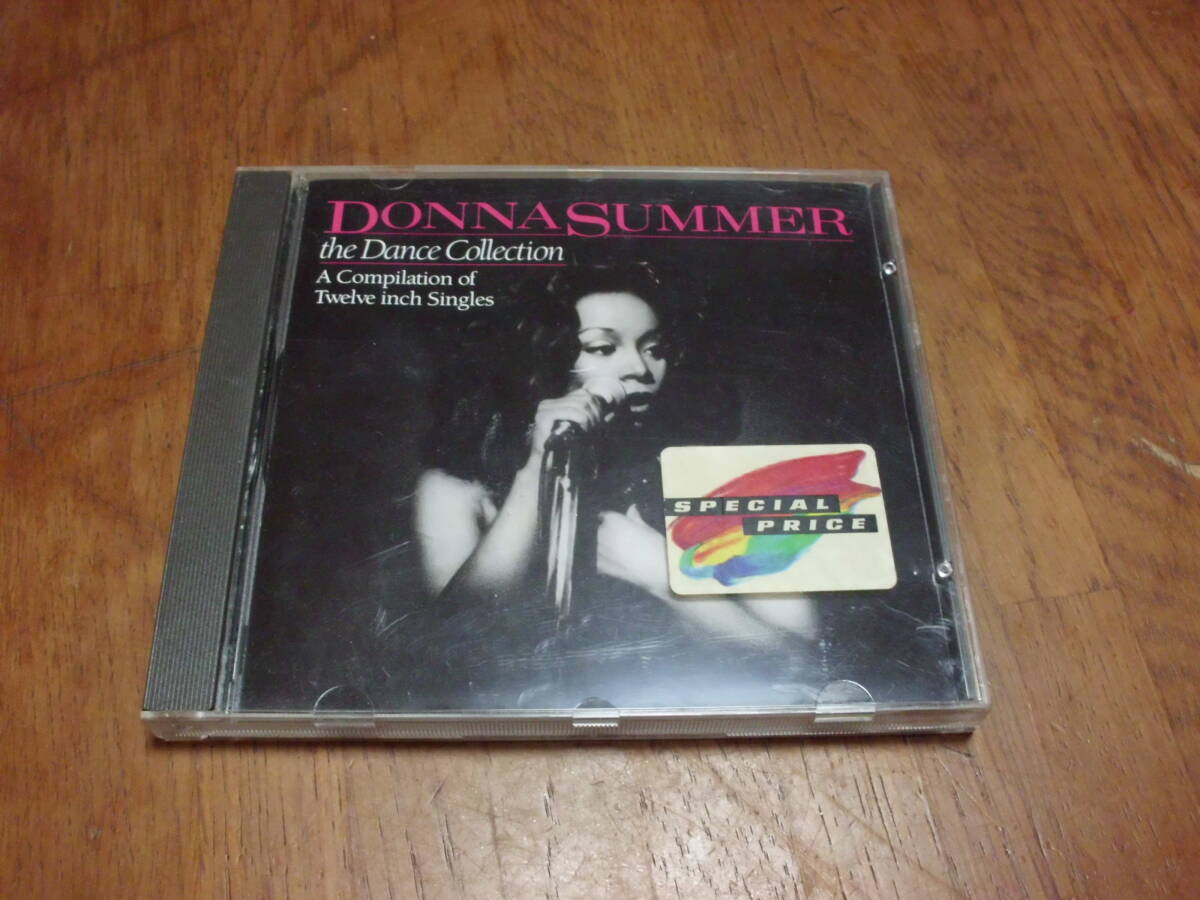 DONNA SUMMER
the Dance Collection
A Compilation of
Twelve inch Singles
SPECIAL
PRICE